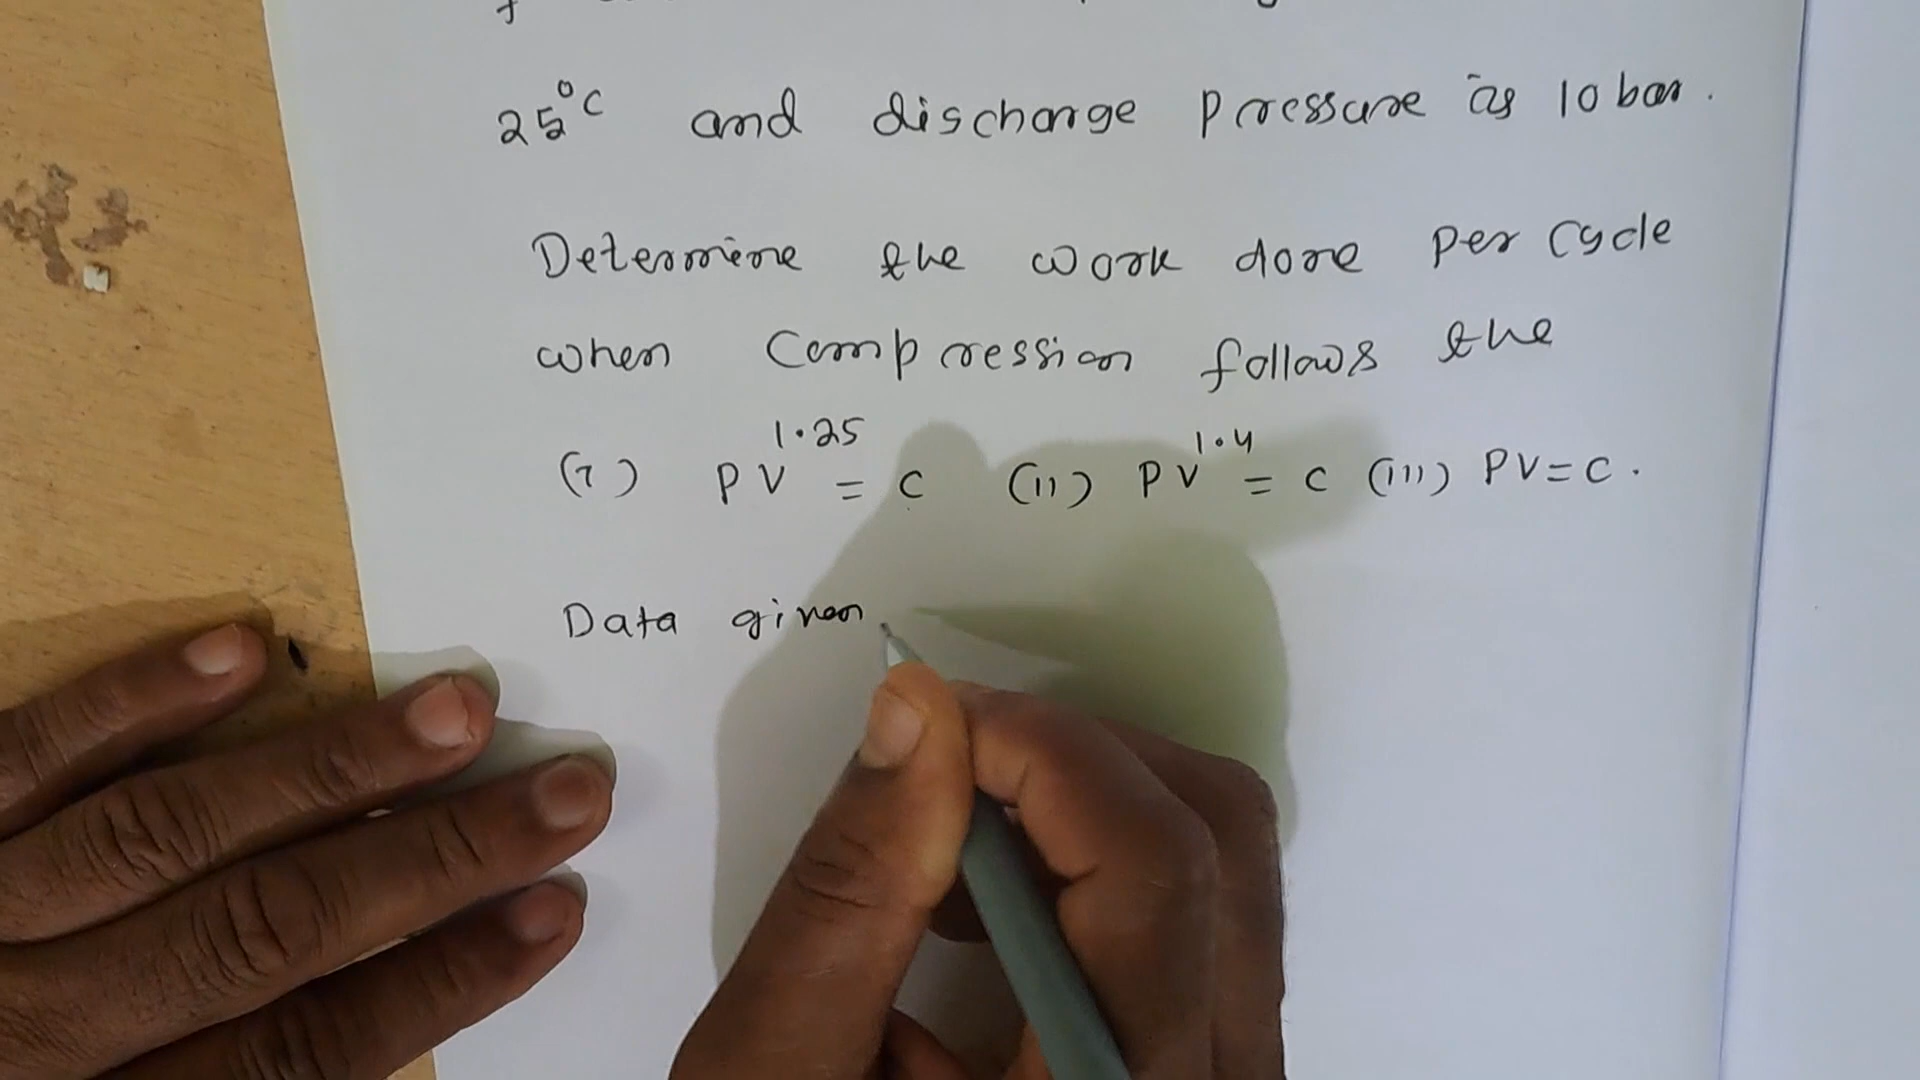 25°C and discharge pressure as 10 bar.
Determine the work done per cycle
when compression follows the
(i) PV^1.25 = C (ii) PV^1.4 = C (iii) PV = C.
Data given